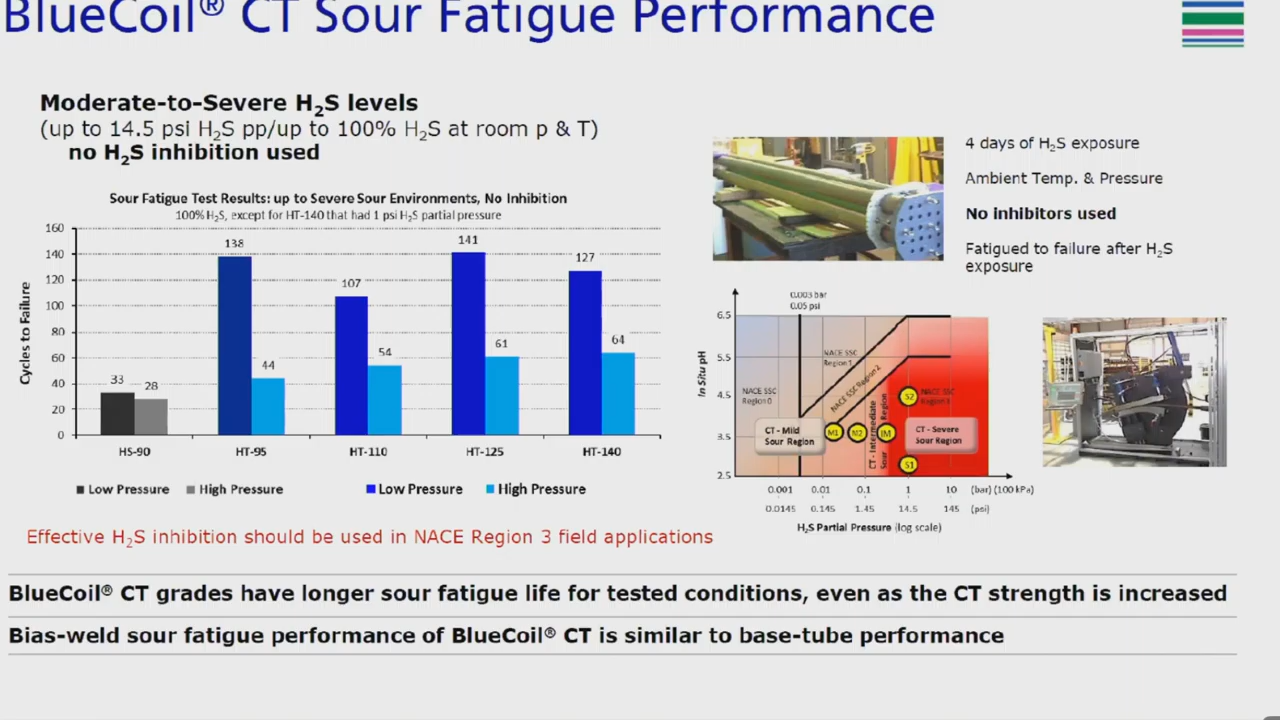 BlueCoil® CT Sour Fatigue Performance
Moderate-to-Severe H₂S levels
(up to 14.5 psi H₂S pp/up to 100% H₂S at room p & T)
no H₂S inhibition used
Sour Fatigue Test Results: up to Severe Sour Environments, No Inhibition
100% H₂S, except for HT-140 that had 1 psi H₂S partial pressure
Cycles to Failure
160
140
120
100
80
60
40
20
0
33
28
138
44
107
54
141
61
127
64
HS-90 HT-95 HT-110 HT-125 HT-140
Low Pressure High Pressure Low Pressure High Pressure
4 days of H₂S exposure
Ambient Temp. & Pressure
No inhibitors used
Fatigued to failure after H₂S
exposure
0.003 bar
0.05 psi
In Situ pH
6.5
5.5
4.5
3.5
2.5
NACE SSC
Region 0
NACE SSC
Region 1
NACE SSC Region 2
NACE SSC
Region 3
CT - Mild
Sour Region
CT - Intermediate
Sour Region
CT - Severe
Sour Region
M1
M2
IM
S2
S1
0.001 0.01 0.1 1 10 (bar) (100 kPa)
0.0145 0.145 1.45 14.5 145 (psi)
H₂S Partial Pressure (log scale)
Effective H₂S inhibition should be used in NACE Region 3 field applications
BlueCoil® CT grades have longer sour fatigue life for tested conditions, even as the CT strength is increased
Bias-weld sour fatigue performance of BlueCoil® CT is similar to base-tube performance